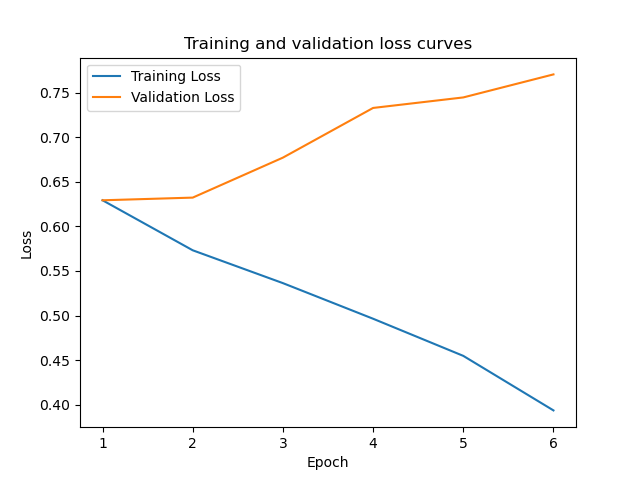 Training and validation loss curves
Training Loss
Validation Loss
0.75
0.70
0.65
0.60
0.55
0.50
0.45
0.40
Loss
1 2 3 4 5 6
Epoch